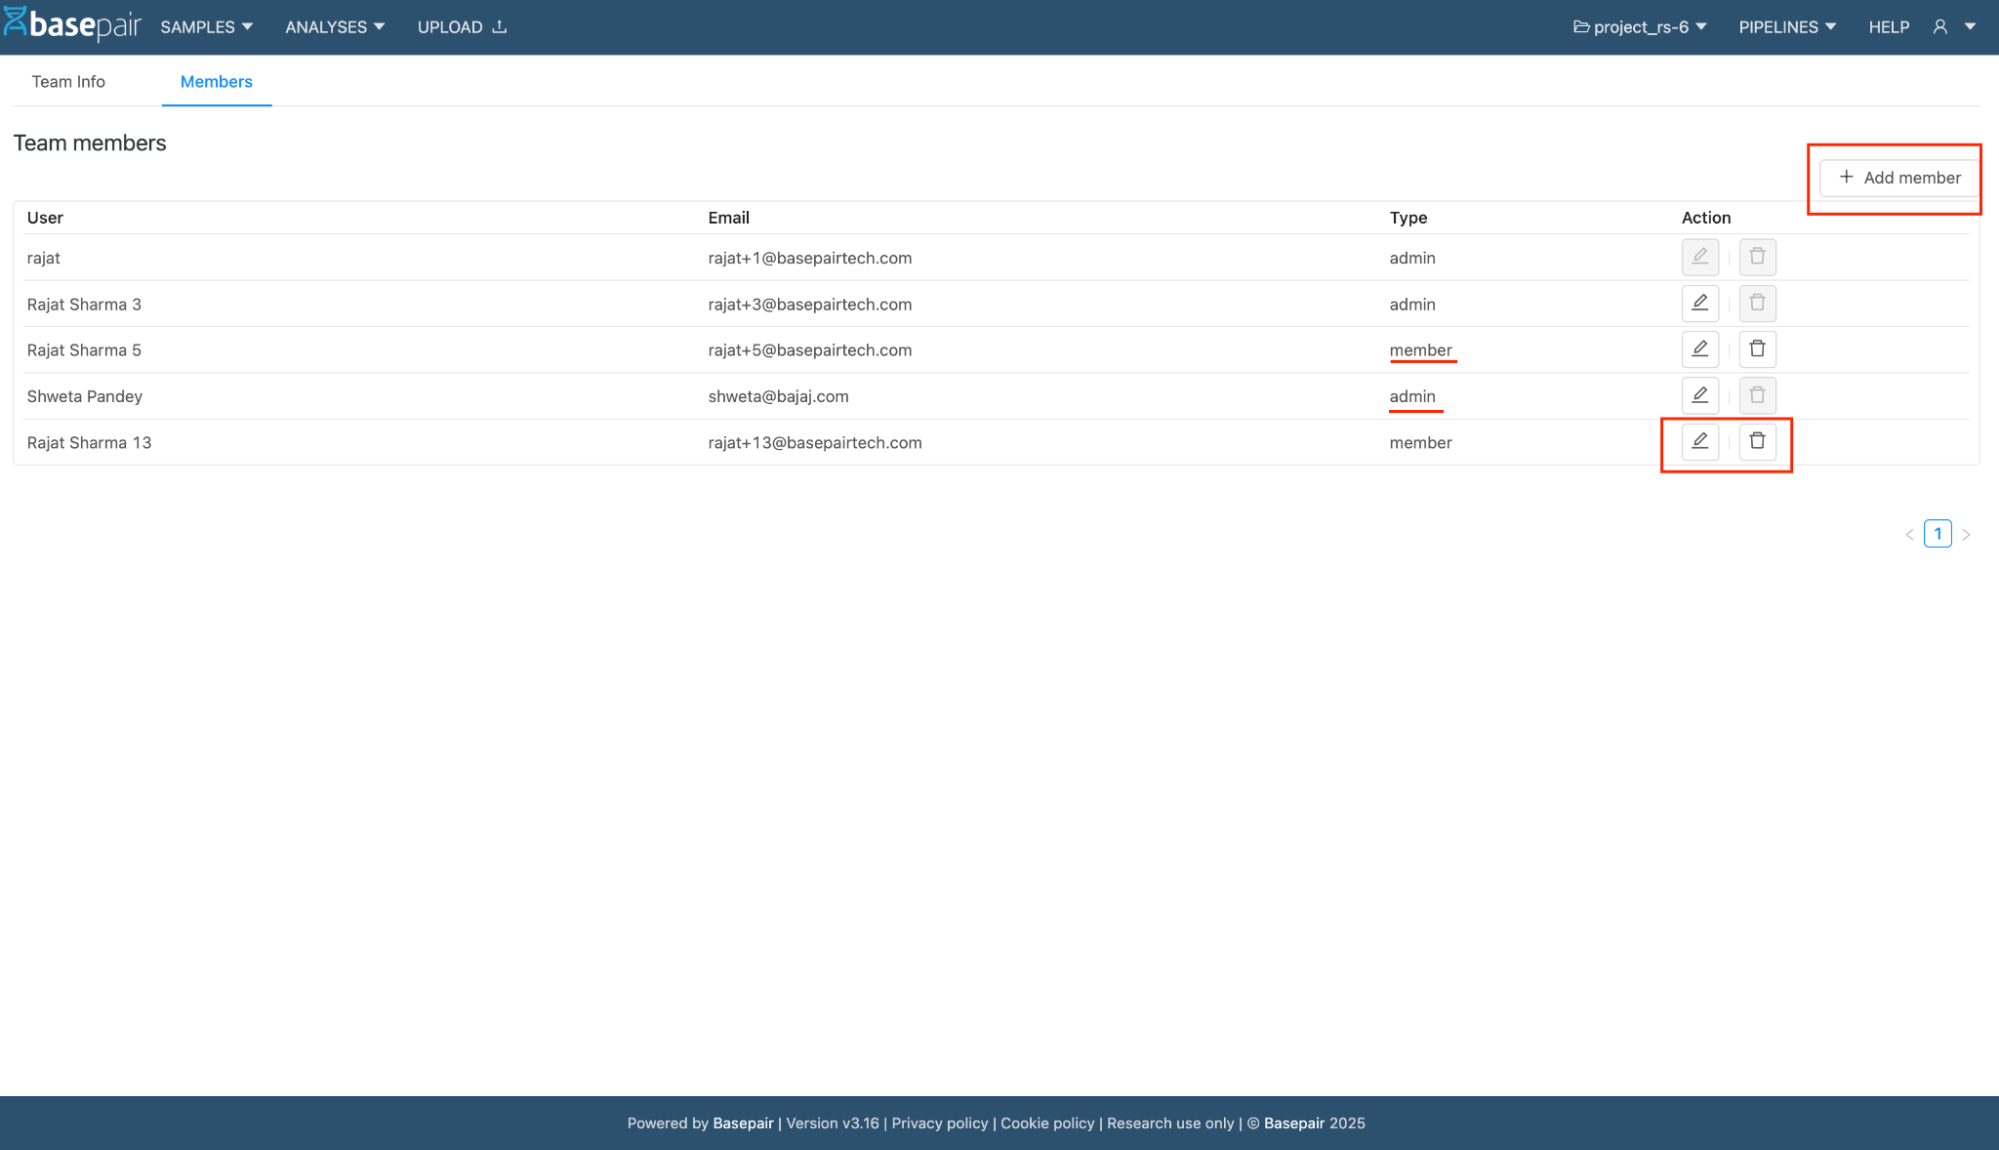 basepair SAMPLES ANALYSES UPLOAD project_rs-6 PIPELINES HELP
Team Info Members
Team members
+ Add member
User Email Type Action
rajat rajat+1@basepairtech.com admin
Rajat Sharma 3 rajat+3@basepairtech.com admin
Rajat Sharma 5 rajat+5@basepairtech.com member
Shweta Pandey shweta@bajaj.com admin
Rajat Sharma 13 rajat+13@basepairtech.com member
< 1 >
Powered by Basepair | Version v3.16 | Privacy policy | Cookie policy | Research use only | © Basepair 2025